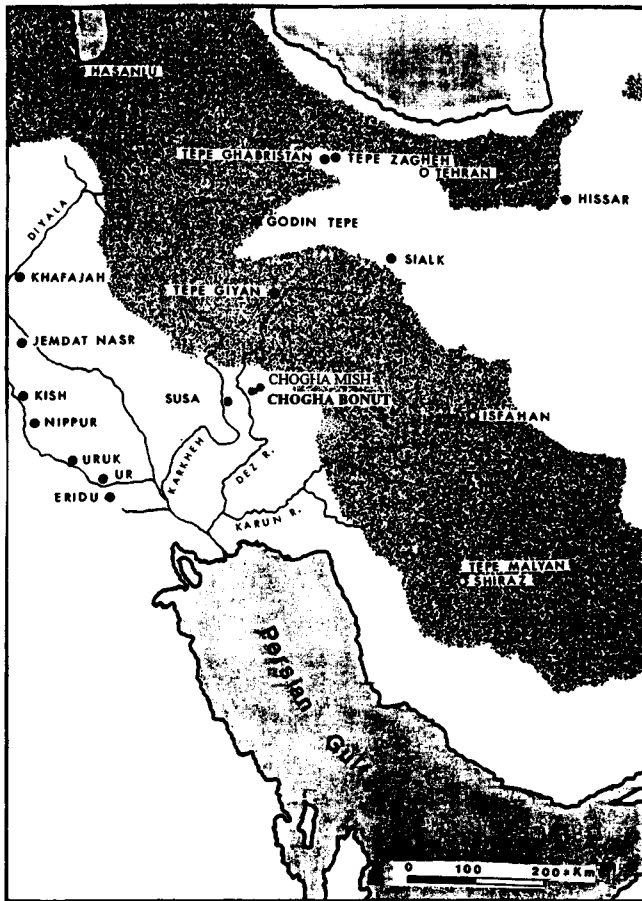 HASANLU
TEPE GHABRISTAN
TEPE ZAGHEH
TEHRAN
HISSAR
DIYALA
GODIN TEPE
SIALK
KHAFAJAH
TEPE GIYAN
JEMDAT NASR
CHOGHA MISH
KISH
SUSA
CHOGHA BONUT
NIPPUR
ISFAHAN
URUK
UR
KARKHEH
DEZ R.
ERIDU
KARUN R.
TEPE MALYAN
SHIRAZ
Persian
Gulf
0 100 200 Km